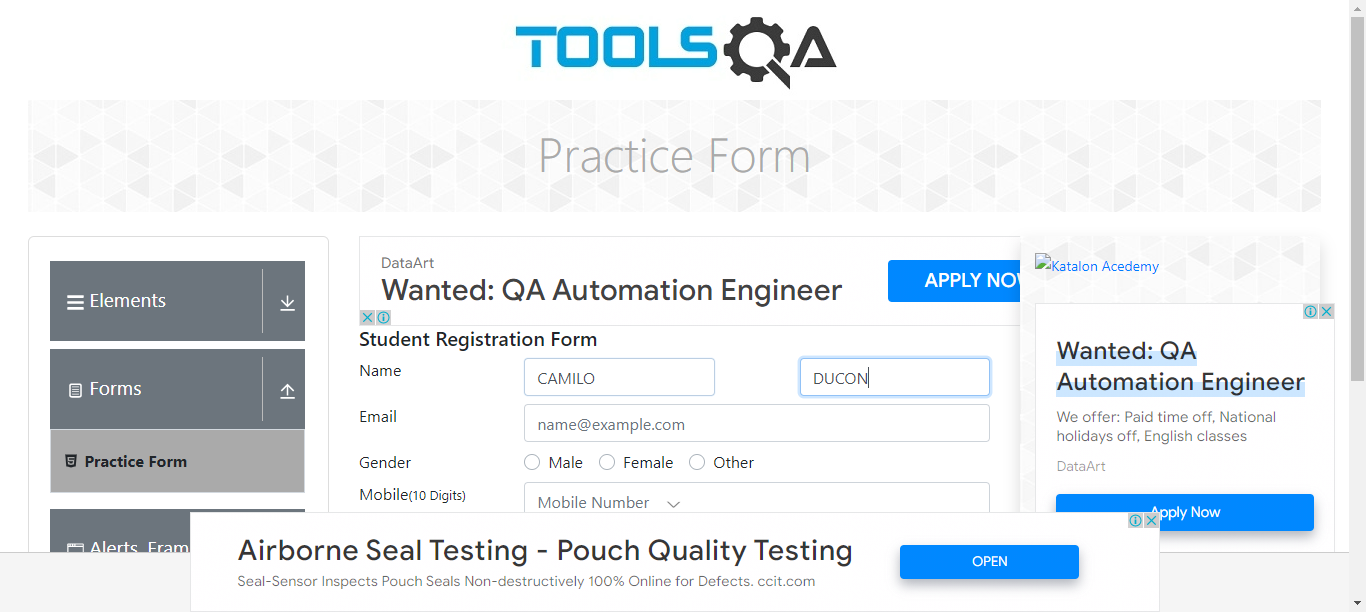 TOOLSQA
Practice Form
Elements
Forms
Practice Form
DataArt
Wanted: QA Automation Engineer
APPLY NOW
Student Registration Form
Name
CAMILO
DUCON
Email
name@example.com
Gender
Male
Female
Other
Mobile(10 Digits)
Mobile Number
Katalon Acedemy
Wanted: QA
Automation Engineer
We offer: Paid time off, National
holidays off, English classes
DataArt
Apply Now
Alerts, Fram
Airborne Seal Testing - Pouch Quality Testing
Seal-Sensor Inspects Pouch Seals Non-destructively 100% Online for Defects. ccit.com
OPEN